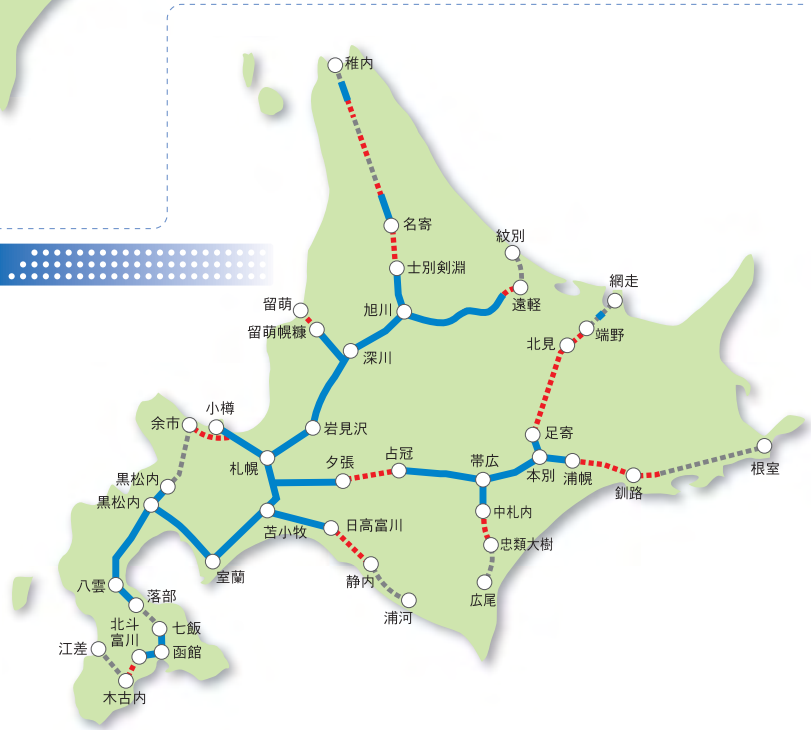 稚内
名寄
紋別
士別剣淵
網走
遠軽
留萌
旭川
留萌幌糠
端野
北見
深川
小樽
余市
岩見沢
足寄
札幌
夕張
占冠
帯広
本別
浦幌
根室
釧路
黒松内
黒松内
中札内
苫小牧
日高富川
忠類大樹
室蘭
静内
広尾
八雲
落部
浦河
北斗
富川
七飯
江差
函館
木古内